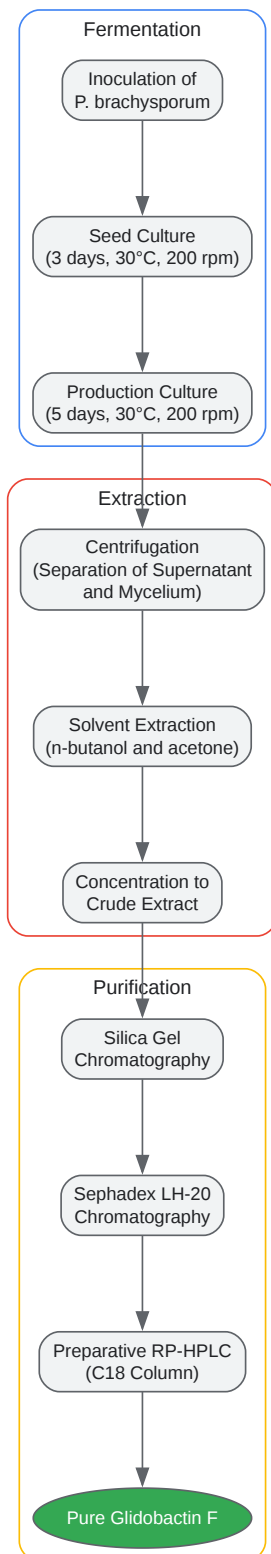 Fermentation
Inoculation of
P. brachysporum
Seed Culture
(3 days, 30°C, 200 rpm)
Production Culture
(5 days, 30°C, 200 rpm)
Extraction
Centrifugation
(Separation of Supernatant
and Mycelium)
Solvent Extraction
(n-butanol and acetone)
Concentration to
Crude Extract
Purification
Silica Gel
Chromatography
Sephadex LH-20
Chromatography
Preparative RP-HPLC
(C18 Column)
Pure Glidobactin F